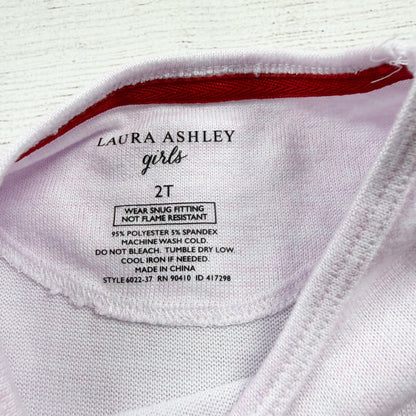 LAURA ASHLEY
girls
2T
WEAR SNUG FITTING
NOT FLAME RESISTANT
95% POLYESTER 5% SPANDEX
MACHINE WASH COLD.
DO NOT BLEACH. TUMBLE DRY LOW.
COOL IRON IF NEEDED.
MADE IN CHINA
STYLE 6022-37 RN 90410 ID 417298